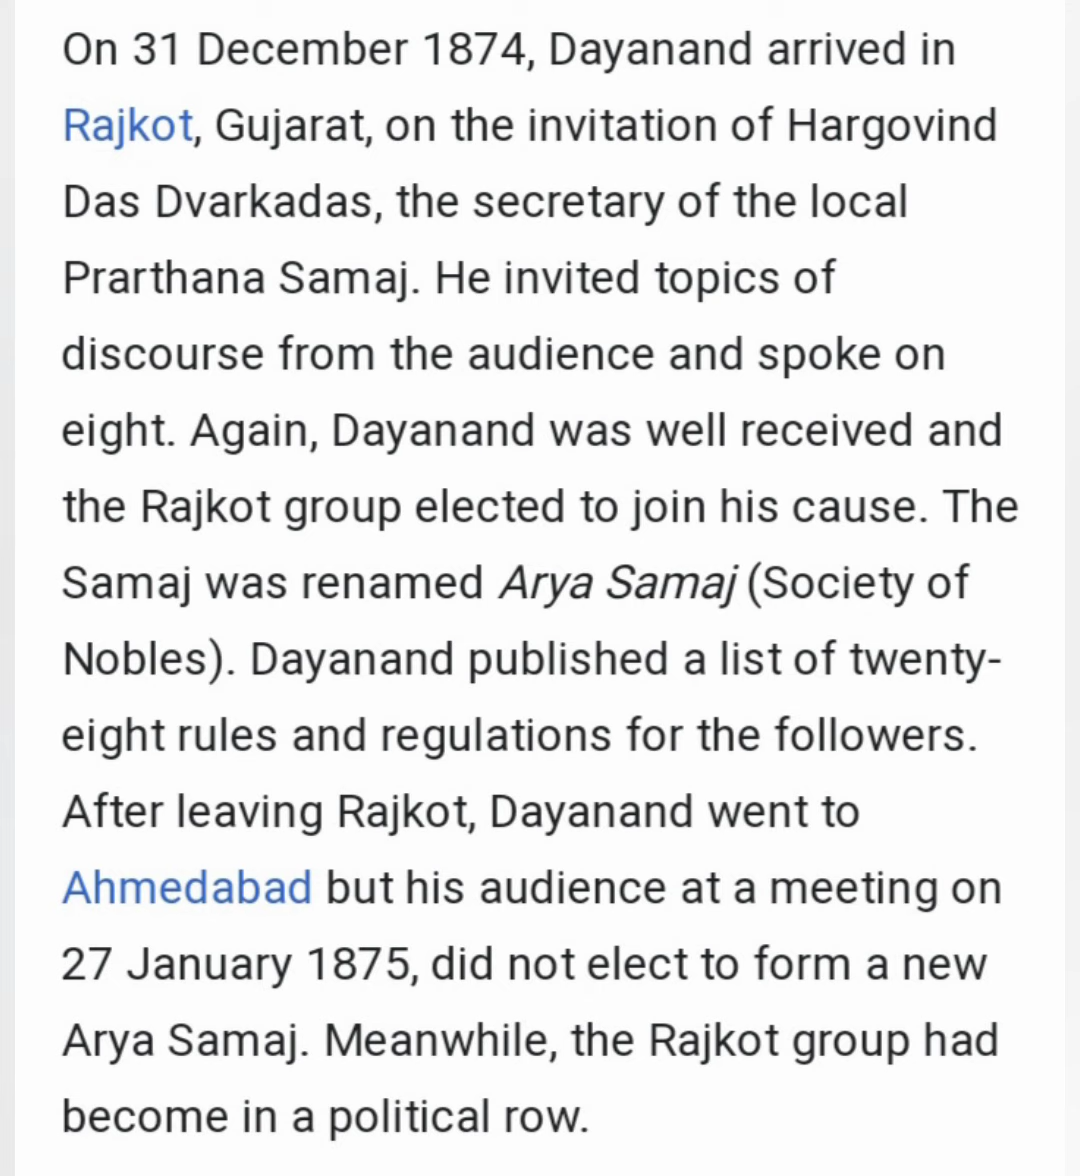 On 31 December 1874, Dayanand arrived in
Rajkot, Gujarat, on the invitation of Hargovind
Das Dvarkadas, the secretary of the local
Prarthana Samaj. He invited topics of
discourse from the audience and spoke on
eight. Again, Dayanand was well received and
the Rajkot group elected to join his cause. The
Samaj was renamed Arya Samaj (Society of
Nobles). Dayanand published a list of twenty-
eight rules and regulations for the followers.
After leaving Rajkot, Dayanand went to
Ahmedabad but his audience at a meeting on
27 January 1875, did not elect to form a new
Arya Samaj. Meanwhile, the Rajkot group had
become in a political row.